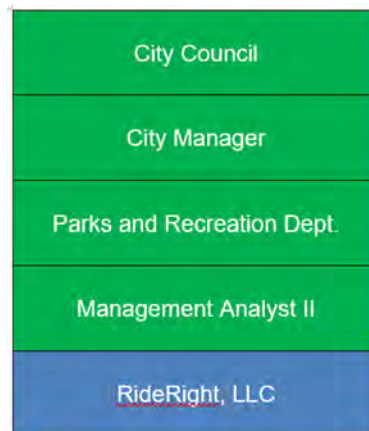 City Council
City Manager
Parks and Recreation Dept.
Management Analyst II
RideRight, LLC